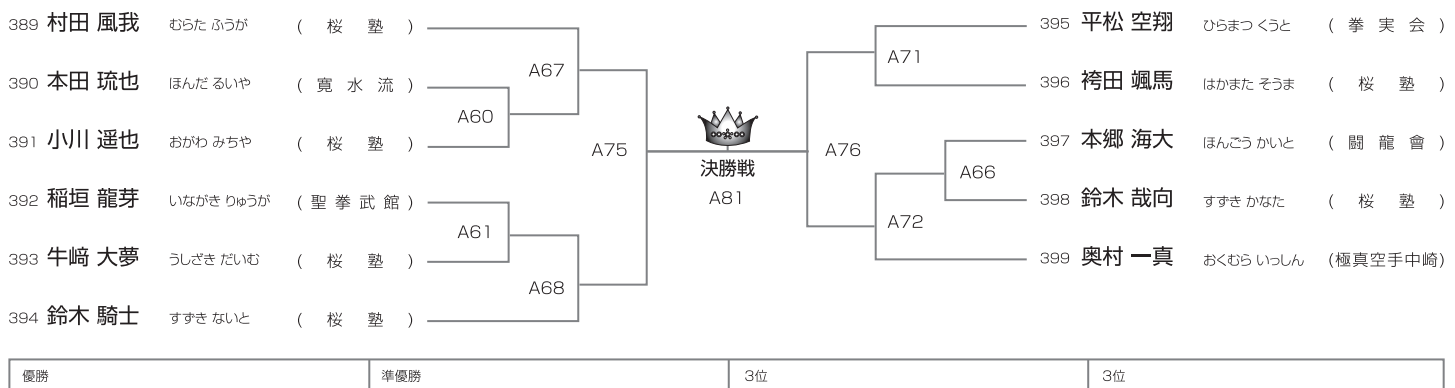 389 村田 風我 むらた ふうが (桜塾)
390 本田 琉也 ほんだ るいや (寛水流)
391 小川 遥也 おがわ みちや (桜塾)
392 稲垣 龍芽 いながき りゅうが (聖拳武館)
393 牛﨑 大夢 うしざき だいむ (桜塾)
394 鈴木 騎士 すずき ないと (桜塾)
A67
A60
A75
A61
A68
決勝戦
A81
A71
A76
A66
A72
395 平松 空翔 ひらまつ くうと (拳実会)
396 袴田 颯馬 はかまた そうま (桜塾)
397 本郷 海大 ほんごう かいと (闘龍會)
398 鈴木 哉向 すずき かなた (桜塾)
399 奥村 一真 おくむら いっしん (極真空手中崎)
優勝 準優勝 3位 3位